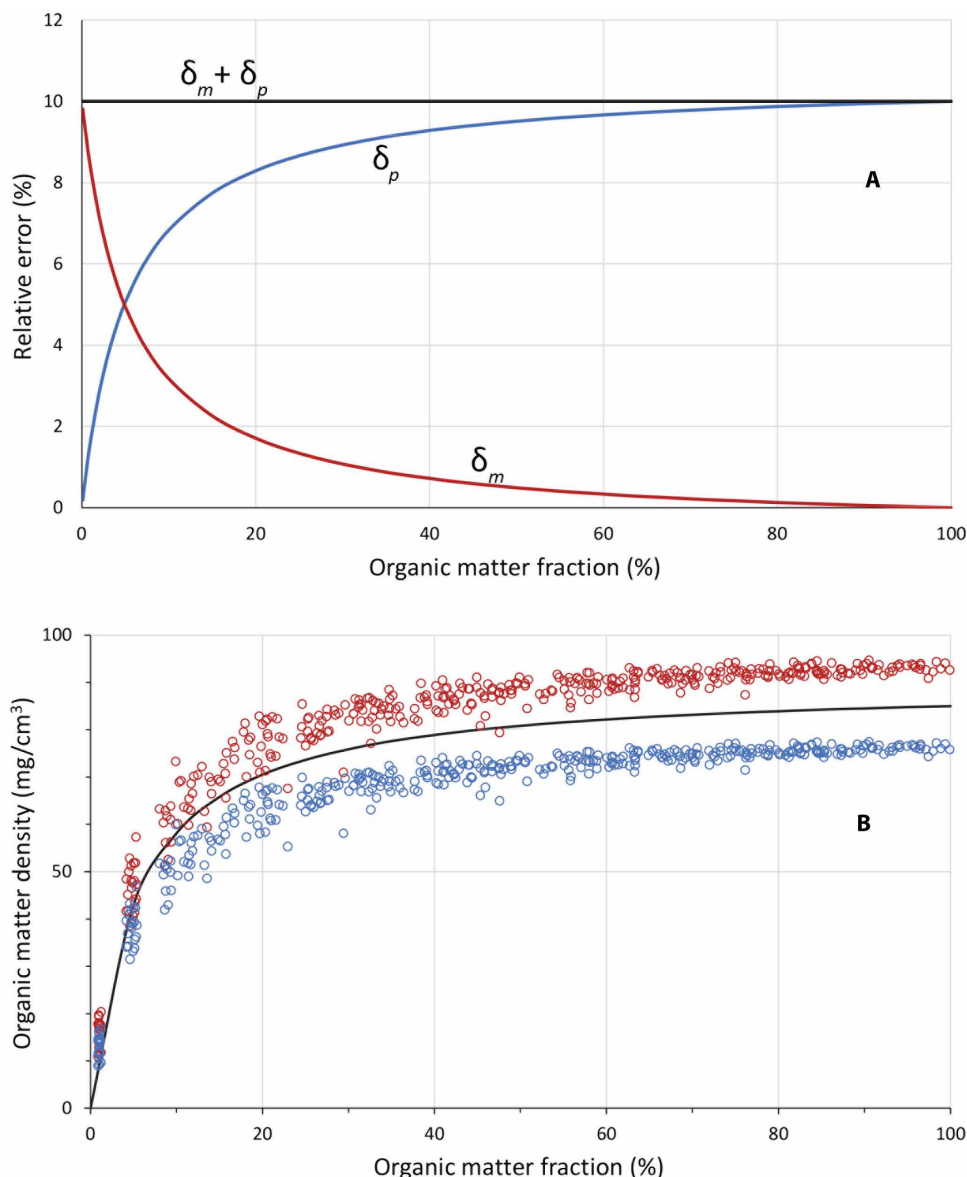 12
δm + δp
10
δp
8
A
6
4
2
δm
0
0 20 40 60 80 100
Relative error (%)
Organic matter fraction (%)
100
50
B
0
0 20 40 60 80 100
Organic matter density (mg/cm³)
Organic matter fraction (%)